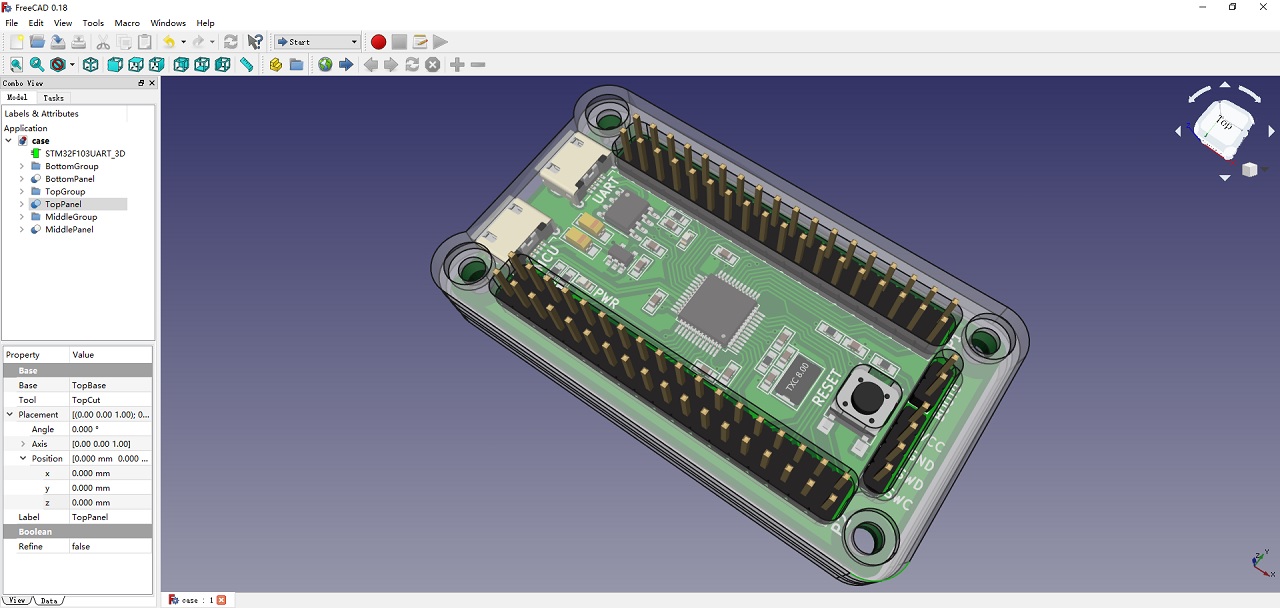 FreeCAD 0.18
File Edit View Tools Macro Windows Help
Start
Combo View
Model Tasks
Labels & Attributes
Application
case
STM32F103UART_3D
BottomGroup
BottomPanel
TopGroup
TopPanel
MiddleGroup
MiddlePanel
Property Value
Base
Base TopBase
Tool TopCut
Placement [(0.00 0.00 1.00); 0...
Angle 0.000 °
Axis [0.00 0.00 1.00]
Position [0.000 mm 0.000 ...
x 0.000 mm
y 0.000 mm
z 0.000 mm
Label TopPanel
Boolean
Refine false
View Data
case : 1
Top
UART
PWR
TXC 8.00
RESET
SWC
Y
Z
X